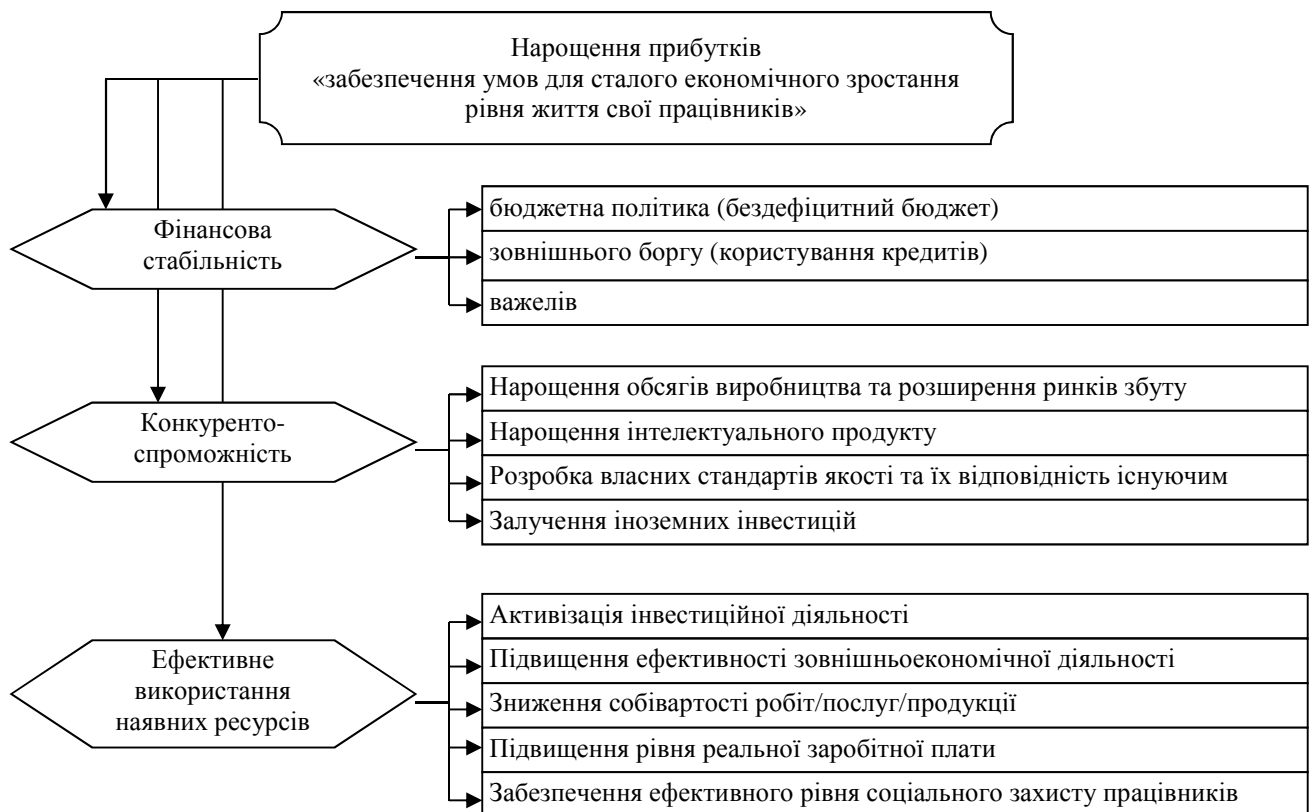 Нарощення прибутків
«забезпечення умов для сталого економічного зростання
рівня життя свої працівників»
Фінансова
стабільність
бюджетна політика (бездефіцитний бюджет)
зовнішнього боргу (користування кредитів)
важелів
Конкуренто-
спроможність
Нарощення обсягів виробництва та розширення ринків збуту
Нарощення інтелектуального продукту
Розробка власних стандартів якості та їх відповідність існуючим
Залучення іноземних інвестицій
Ефективне
використання
наявних ресурсів
Активізація інвестиційної діяльності
Підвищення ефективності зовнішньоекономічної діяльності
Зниження собівартості робіт/послуг/продукції
Підвищення рівня реальної заробітної плати
Забезпечення ефективного рівня соціального захисту працівників